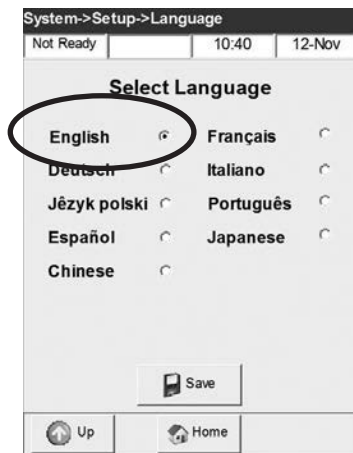 System->Setup->Language
Not Ready 10:40 12-Nov
Select Language
English Français
Deutsch Italiano
Jêzyk polski Português
Español Japanese
Chinese
Save
Up Home